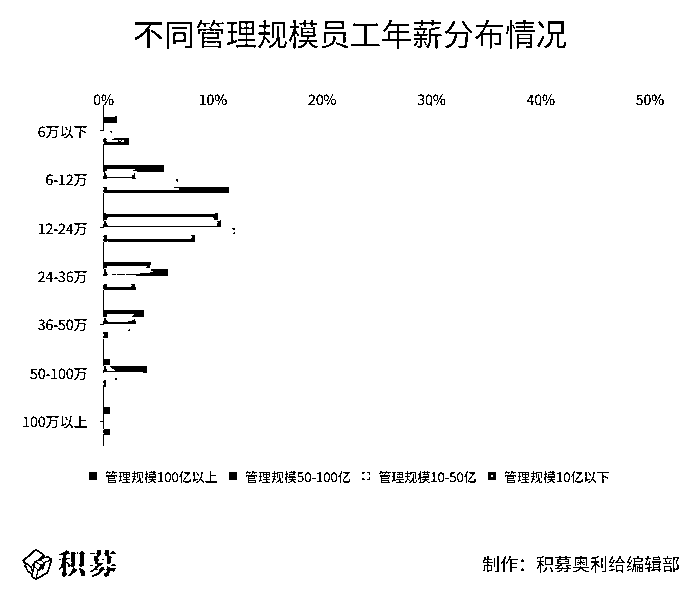 不同管理规模员工年薪分布情况
0% 10% 20% 30% 40% 50%
6万以下
6-12万
12-24万
24-36万
36-50万
50-100万
100万以上
管理规模100亿以上 管理规模50-100亿 管理规模10-50亿 管理规模10亿以下
积募 制作：积募奥利给编辑部